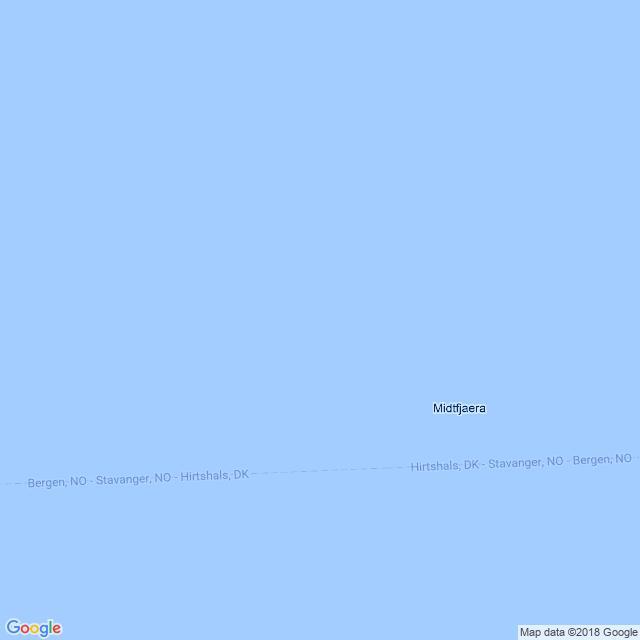 Midtfjaera
Hirtshals, DK - Stavanger, NO - Bergen, NO
Bergen, NO - Stavanger, NO - Hirtshals, DK
Google
Map data ©2018 Google